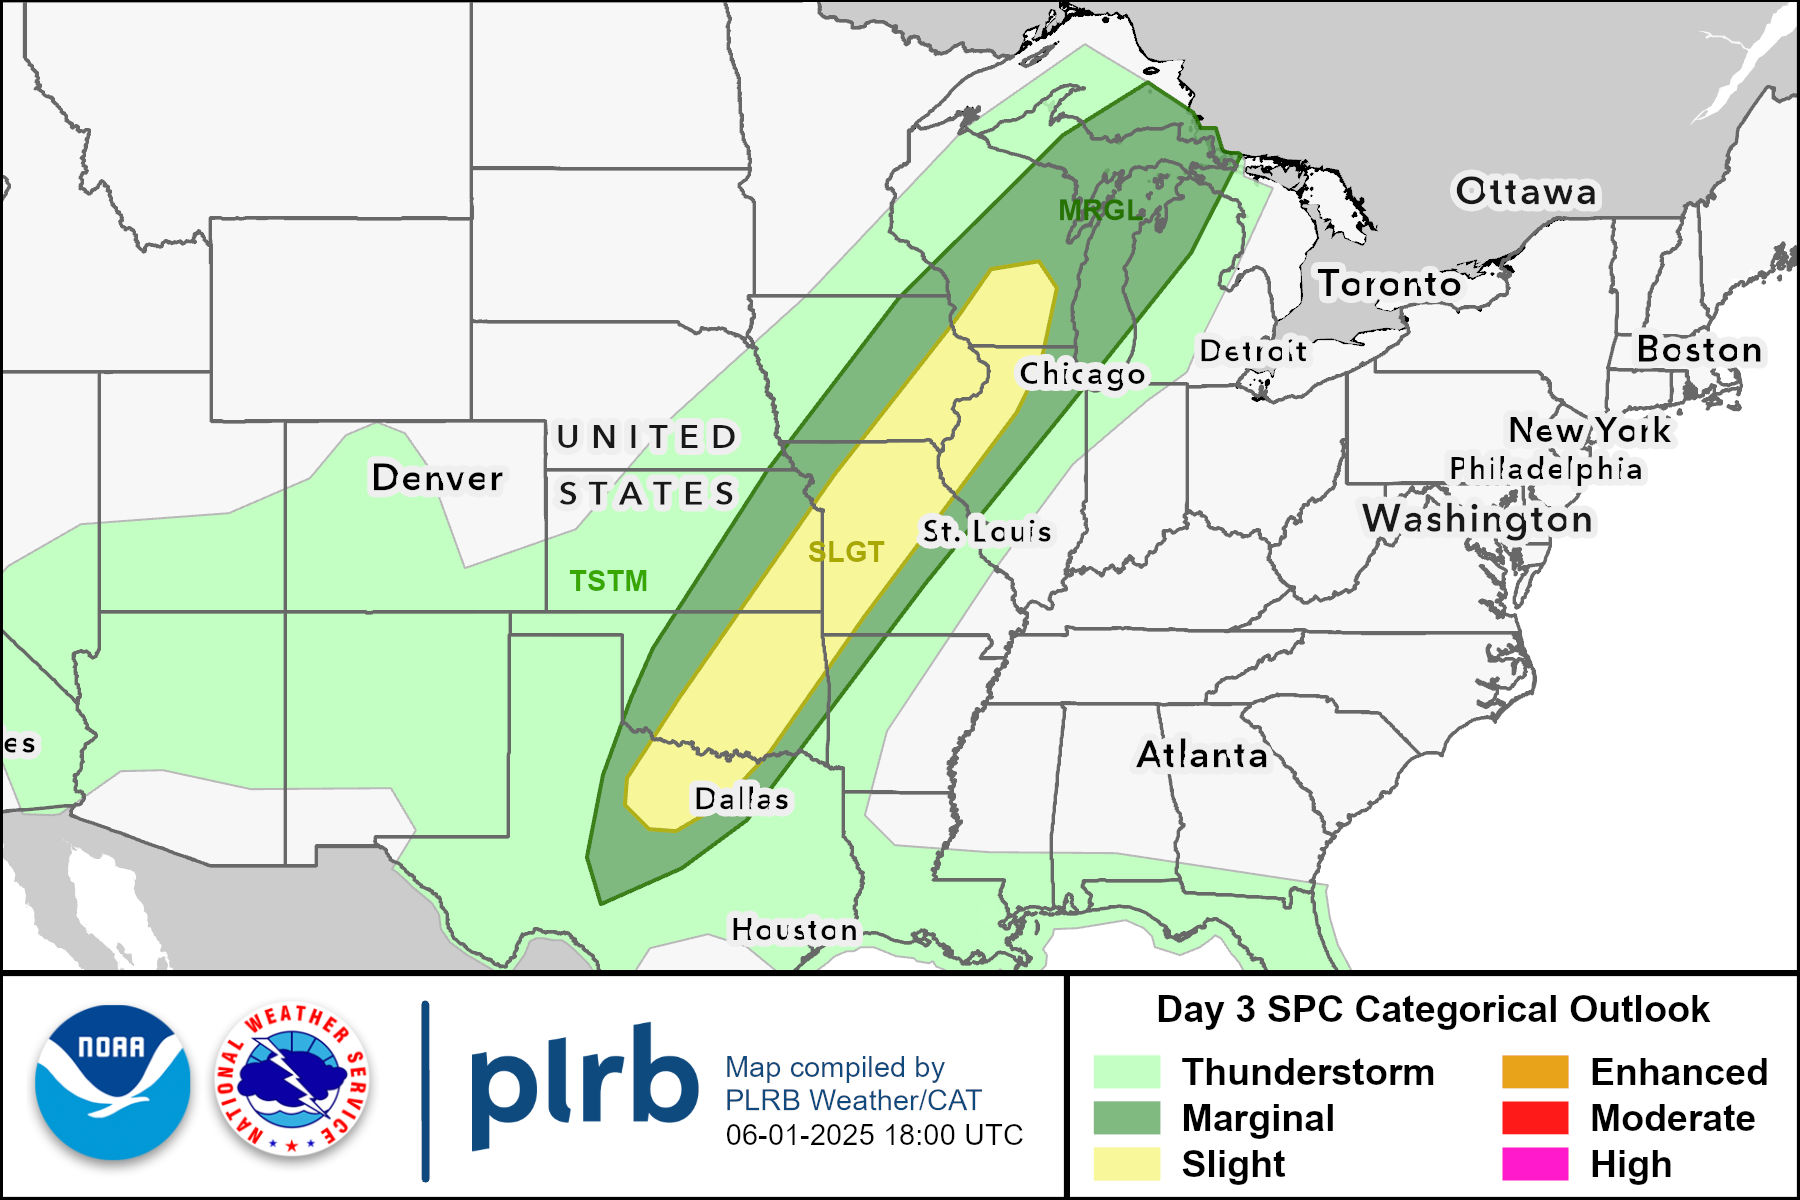 Ottawa
MRGL
Toronto
Detroit
Boston
Chicago
UNITED
New York
Denver
Philadelphia
STATES
Washington
St. Louis
SLGT
TSTM
es
Atlanta
Dallas
Houston
NOAA
NATIONAL WEATHER SERVICE
plrb
Map compiled by
PLRB Weather/CAT
06-01-2025 18:00 UTC
Day 3 SPC Categorical Outlook
Thunderstorm
Marginal
Slight
Enhanced
Moderate
High